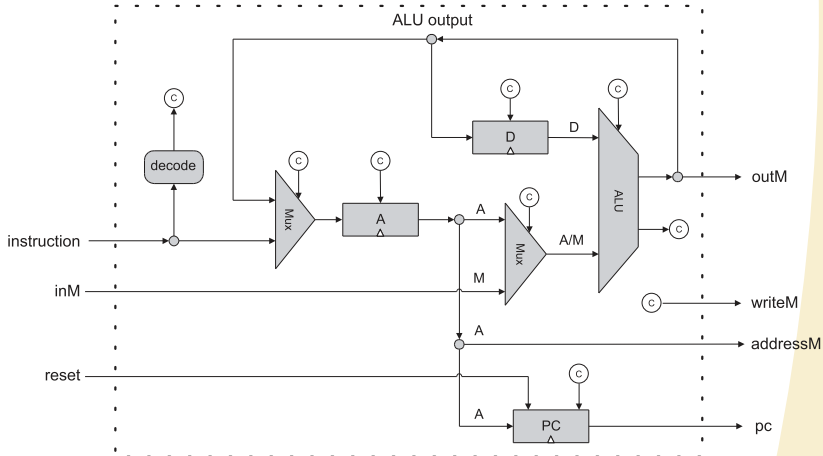 ALU output
C
C
C
D
D
decode
C
C
Mux
A
A
C
Mux
A/M
ALU
outM
C
instruction
M
inM
C
writeM
A
addressM
reset
C
A
PC
pc